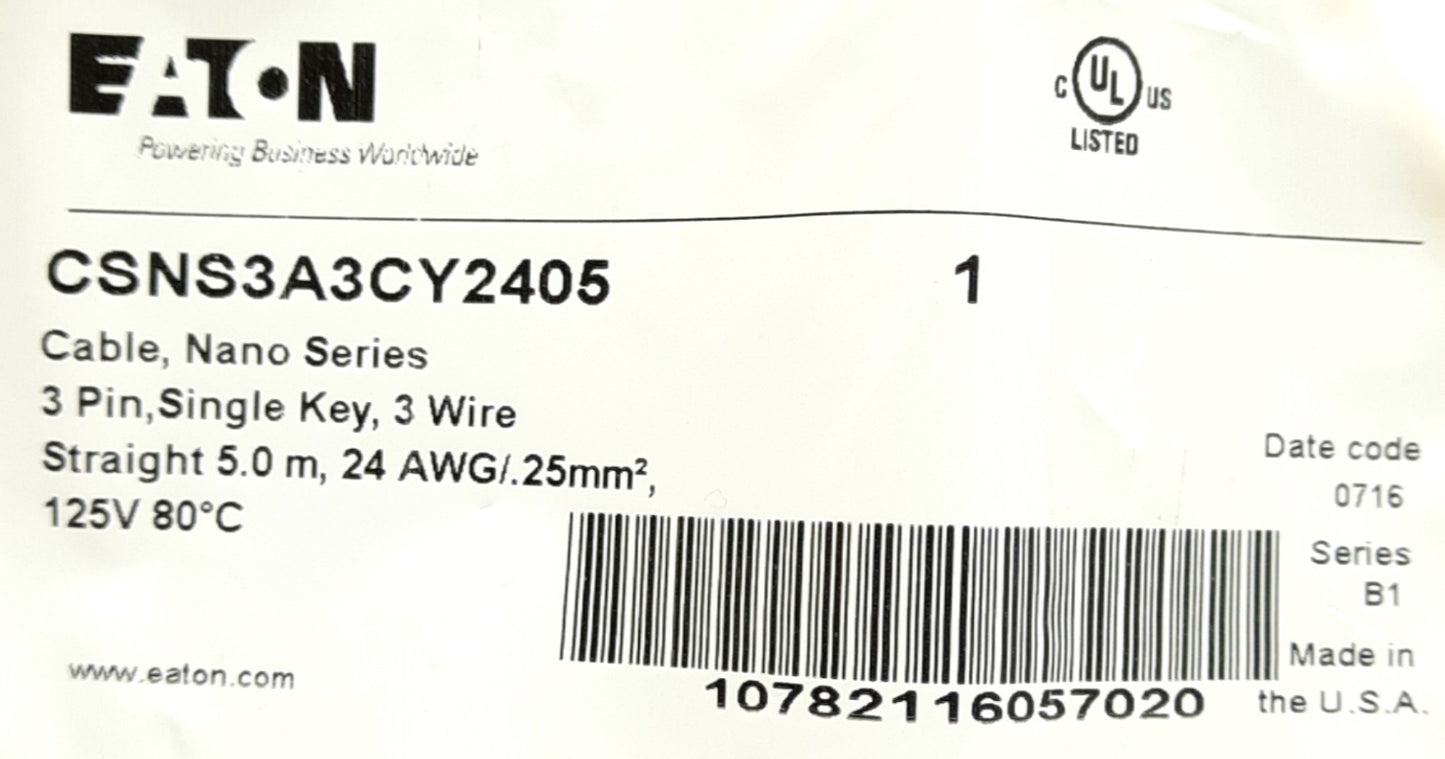 EATON
Powering Business Worldwide
C UL US
LISTED
CSNS3A3CY2405 1
Cable, Nano Series
3 Pin,Single Key, 3 Wire
Straight 5.0 m, 24 AWG/.25mm²,
125V 80°C
Date code
0716
Series
B1
Made in
the U.S.A.
www.eaton.com
10782116057020